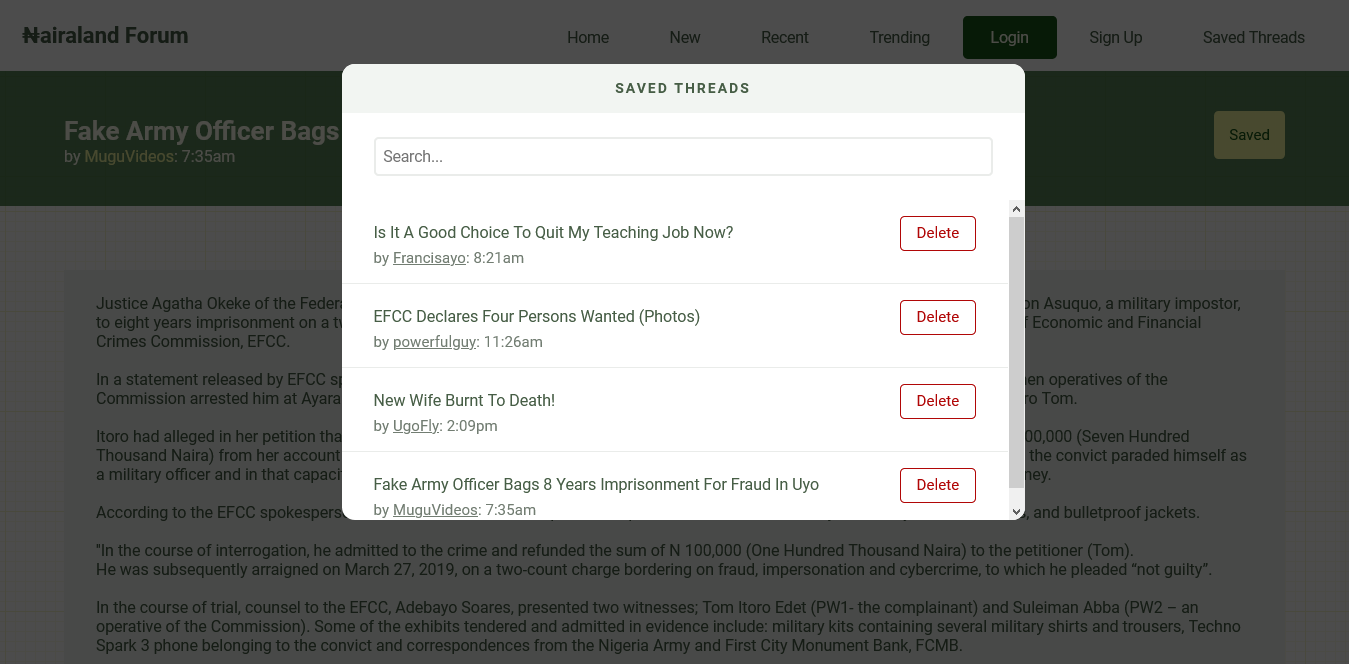 ₦airaland Forum
Home New Recent Trending Login Sign Up Saved Threads
Fake Army Officer Bags
by MuguVideos: 7:35am
Saved
SAVED THREADS
Search...
Is It A Good Choice To Quit My Teaching Job Now?
Delete
by Francisayo: 8:21am
EFCC Declares Four Persons Wanted (Photos)
Delete
by powerfulguy: 11:26am
New Wife Burnt To Death!
Delete
by UgoFly: 2:09pm
Fake Army Officer Bags 8 Years Imprisonment For Fraud In Uyo
Delete
by MuguVideos: 7:35am
Justice Agatha Okeke of the Federa on Asuquo, a military impostor,
to eight years imprisonment on a tw f Economic and Financial
Crimes Commission, EFCC.
In a statement released by EFCC sp en operatives of the
Commission arrested him at Ayara ro Tom.
Itoro had alleged in her petition tha 00,000 (Seven Hundred
Thousand Naira) from her account the convict paraded himself as
a military officer and in that capacit ney.
According to the EFCC spokespers , and bulletproof jackets.
"In the course of interrogation, he admitted to the crime and refunded the sum of N 100,000 (One Hundred Thousand Naira) to the petitioner (Tom).
He was subsequently arraigned on March 27, 2019, on a two-count charge bordering on fraud, impersonation and cybercrime, to which he pleaded “not guilty”.
In the course of trial, counsel to the EFCC, Adebayo Soares, presented two witnesses; Tom Itoro Edet (PW1- the complainant) and Suleiman Abba (PW2 – an
operative of the Commission). Some of the exhibits tendered and admitted in evidence include: military kits containing several military shirts and trousers, Techno
Spark 3 phone belonging to the convict and correspondences from the Nigeria Army and First City Monument Bank, FCMB.